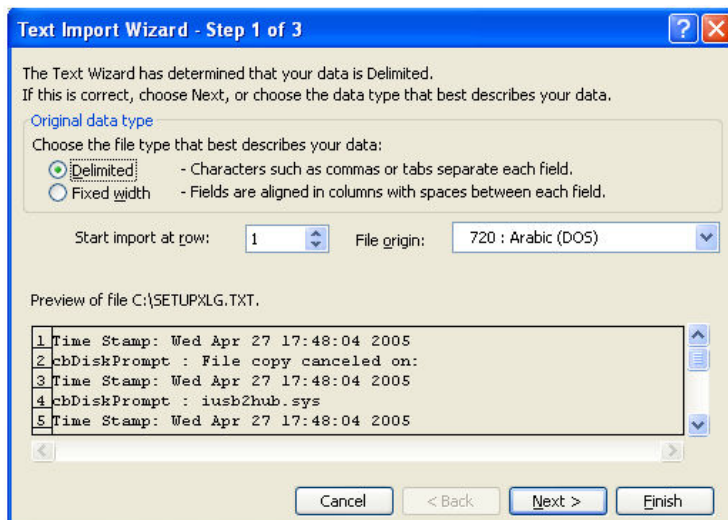 Text Import Wizard - Step 1 of 3
The Text Wizard has determined that your data is Delimited.
If this is correct, choose Next, or choose the data type that best describes your data.
Original data type
Choose the file type that best describes your data:
Delimited - Characters such as commas or tabs separate each field.
Fixed width - Fields are aligned in columns with spaces between each field.
Start import at row: 1 File origin: 720 : Arabic (DOS)
Preview of file C:\SETUPXLG.TXT.
1 Time Stamp: Wed Apr 27 17:48:04 2005
2 cbDiskPrompt : File copy canceled on:
3 Time Stamp: Wed Apr 27 17:48:04 2005
4 cbDiskPrompt : iusb2hub.sys
5 Time Stamp: Wed Apr 27 17:48:04 2005
Cancel < Back Next > Finish